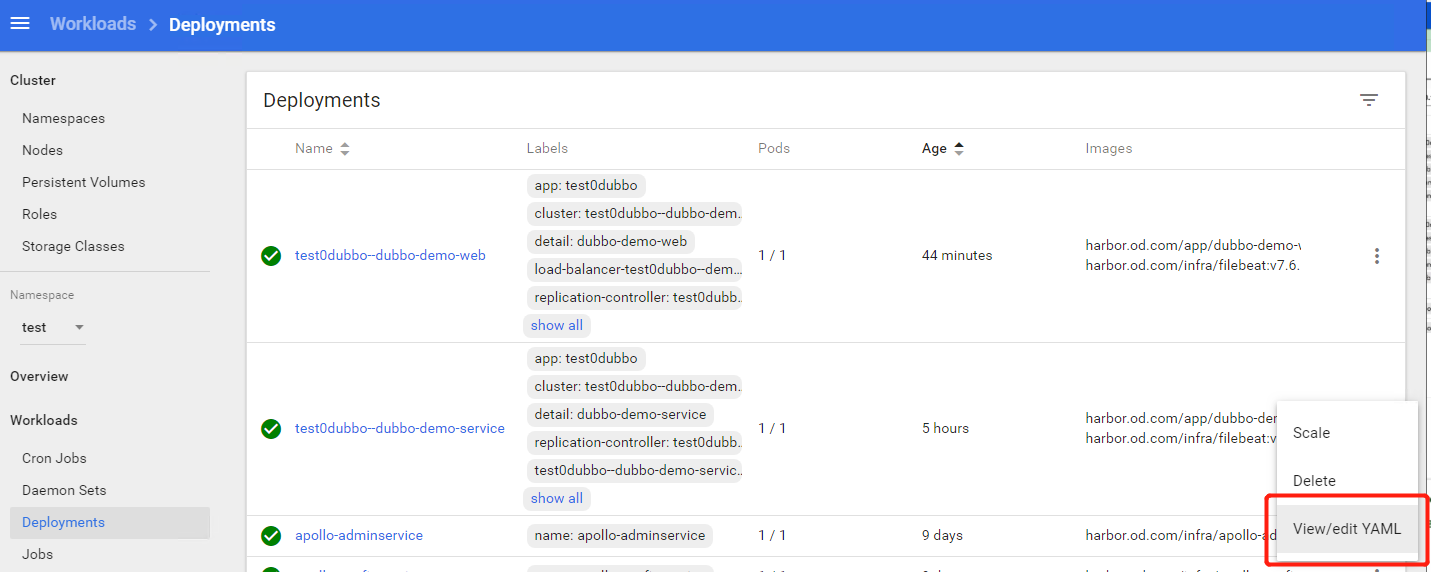 Workloads > Deployments
Cluster
Namespaces
Nodes
Persistent Volumes
Roles
Storage Classes
Namespace
test
Overview
Workloads
Cron Jobs
Daemon Sets
Deployments
Jobs
Deployments
Name Labels Pods Age Images
test0dubbo--dubbo-demo-web
app: test0dubbo
cluster: test0dubbo--dubbo-dem..
detail: dubbo-demo-web
load-balancer-test0dubbo--dem...
replication-controller: test0dubb..
show all
1 / 1
44 minutes
harbor.od.com/app/dubbo-demo-
harbor.od.com/infra/filebeat:v7.6.
test0dubbo--dubbo-demo-service
app: test0dubbo
cluster: test0dubbo--dubbo-dem..
detail: dubbo-demo-service
replication-controller: test0dubb..
test0dubbo--dubbo-demo-servic..
show all
1 / 1
5 hours
harbor.od.com/app/dubbo-de
harbor.od.com/infra/filebeat:v
apollo-adminservice
name: apollo-adminservice
1 / 1
9 days
harbor.od.com/infra/apollo-ad
Scale
Delete
View/edit YAML